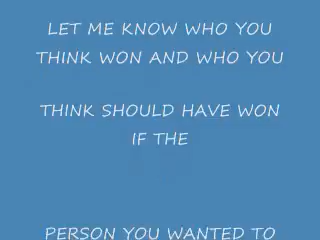 LET ME KNOW WHO YOU
THINK WON AND WHO YOU
THINK SHOULD HAVE WON
IF THE
PERSON YOU WANTED TO